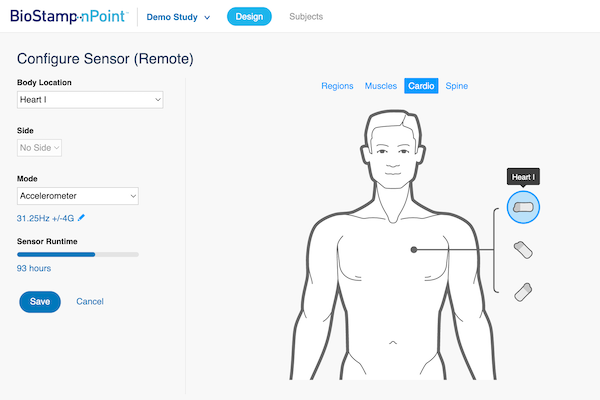 BioStamp nPoint™
Demo Study
Design
Subjects
Configure Sensor (Remote)
Body Location
Heart I
Side
No Side
Mode
Accelerometer
31.25Hz +/-4G
Sensor Runtime
93 hours
Save
Cancel
Regions
Muscles
Cardio
Spine
Heart I